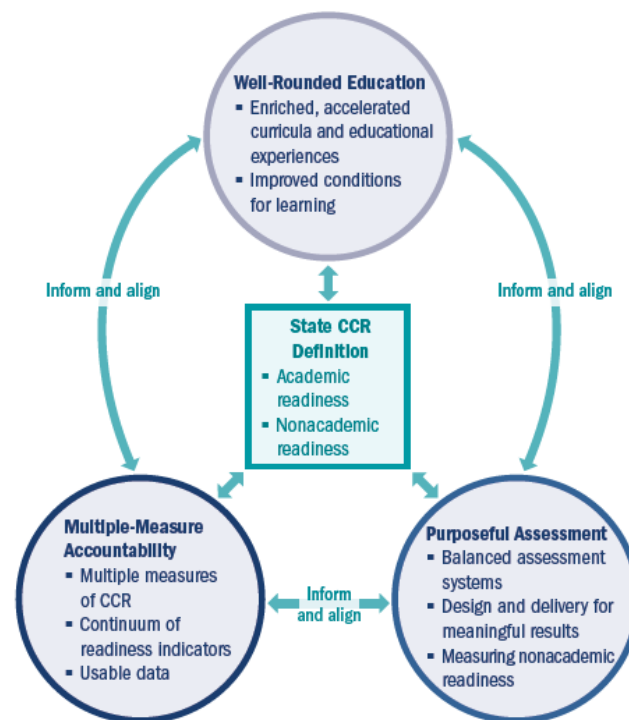 Well-Rounded Education
▪ Enriched, accelerated
curricula and educational
experiences
▪ Improved conditions
for learning
Inform and align
Inform and align
State CCR
Definition
▪ Academic
readiness
▪ Nonacademic
readiness
Multiple-Measure
Accountability
▪ Multiple measures
of CCR
▪ Continuum of
readiness indicators
▪ Usable data
Inform
and align
Purposeful Assessment
▪ Balanced assessment
systems
▪ Design and delivery for
meaningful results
▪ Measuring nonacademic
readiness